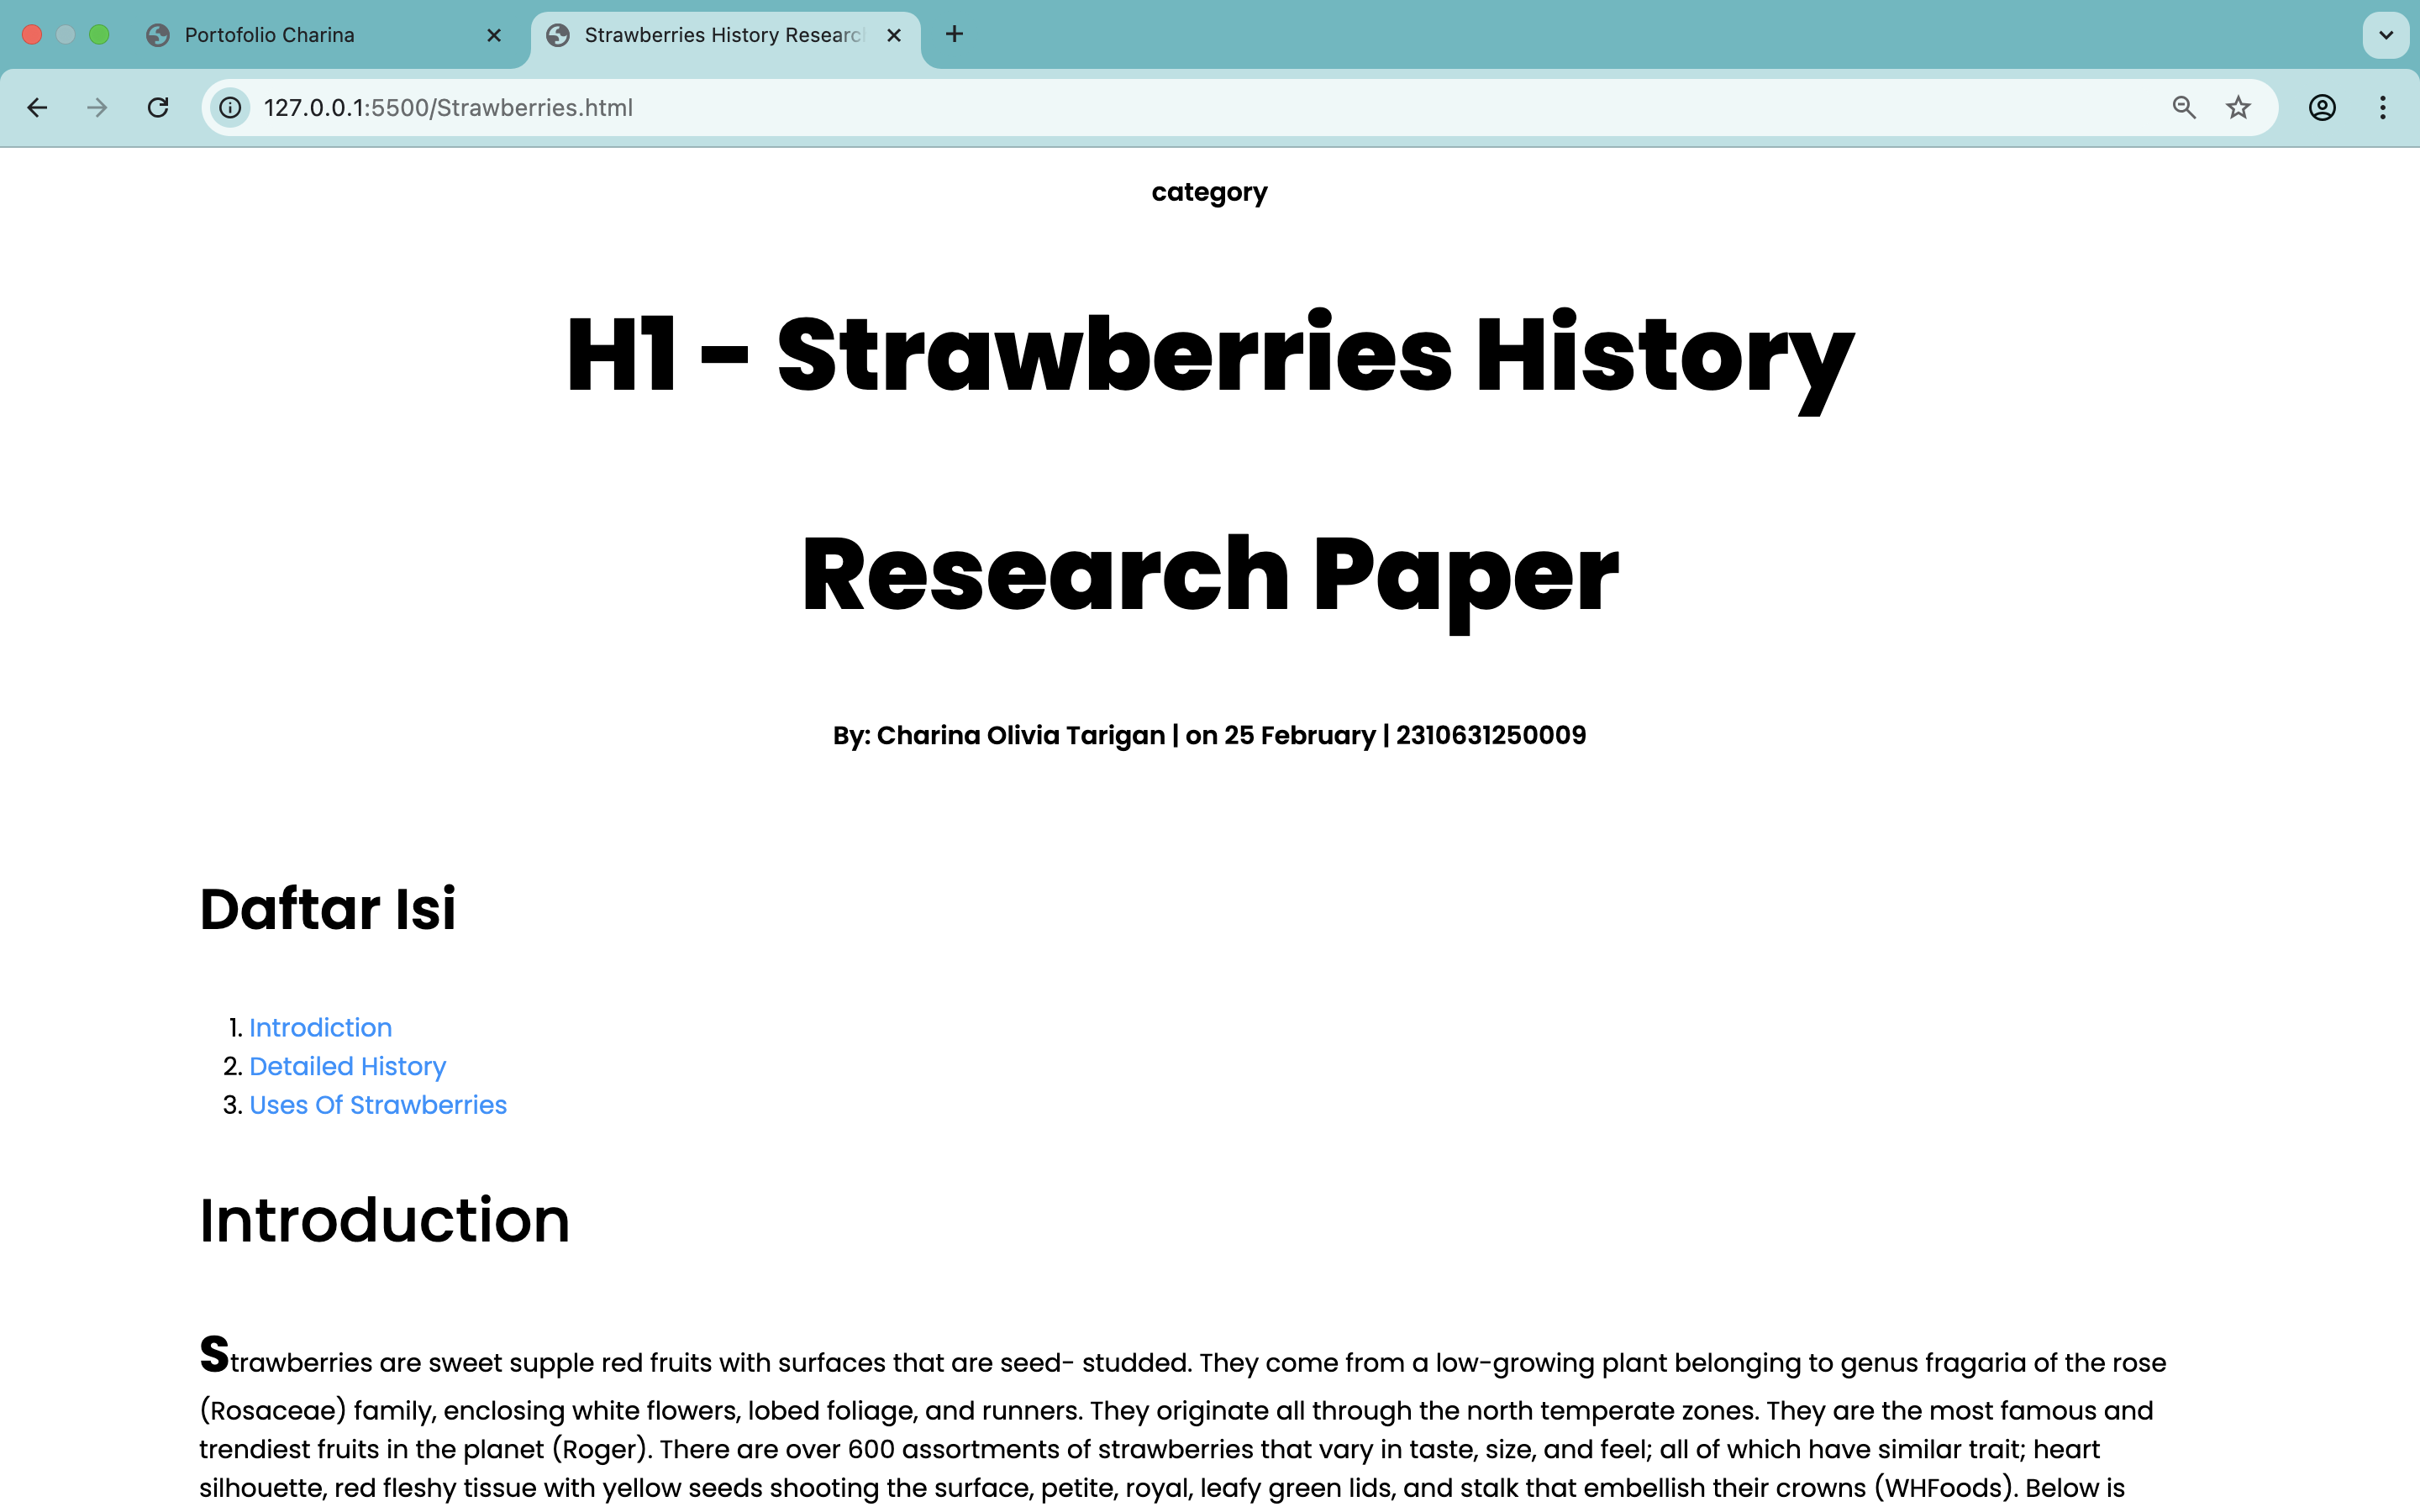 Portofolio Charina
Strawberries History Researc
127.0.0.1:5500/Strawberries.html
category
H1 - Strawberries History
Research Paper
By: Charina Olivia Tarigan | on 25 February | 2310631250009
Daftar Isi
1. Introdiction
2. Detailed History
3. Uses Of Strawberries
Introduction
Strawberries are sweet supple red fruits with surfaces that are seed- studded. They come from a low-growing plant belonging to genus fragaria of the rose
(Rosaceae) family, enclosing white flowers, lobed foliage, and runners. They originate all through the north temperate zones. They are the most famous and
trendiest fruits in the planet (Roger). There are over 600 assortments of strawberries that vary in taste, size, and feel; all of which have similar trait; heart
silhouette, red fleshy tissue with yellow seeds shooting the surface, petite, royal, leafy green lids, and stalk that embellish their crowns (WHFoods). Below is